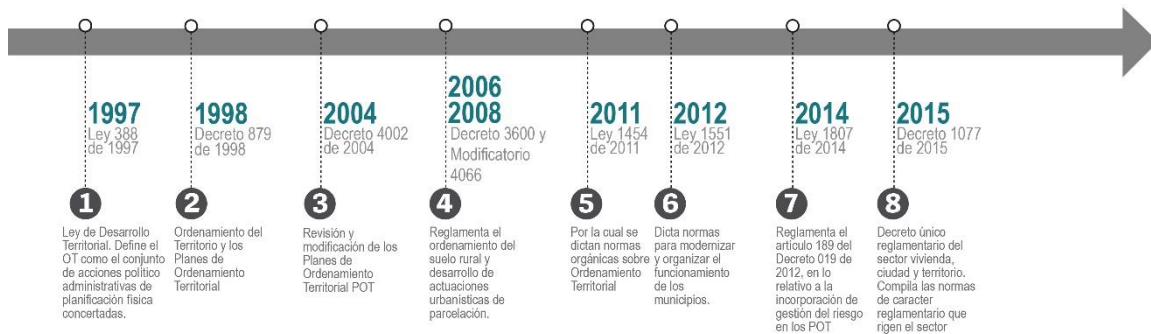 1997
Ley 388
de 1997
1
Ley de Desarrollo
Territorial. Define el
OT como el conjunto
de acciones político
administrativas de
planificación física
concertadas.
1998
Decreto 879
de 1998
2
Ordenamiento del
Territorio y los
Planes de
Ordenamiento
Territorial
2004
Decreto 4002
de 2004
3
Revisión y
modificación de los
Planes de
Ordenamiento
Territorial POT
2006
2008
Decreto 3600 y
Modificatorio
4066
4
Reglamenta el
ordenamiento del
suelo rural y
desarrollo de
actuaciones
urbanísticas de
parcelación.
2011
Ley 1454
de 2011
5
Por la cual se
dictan normas
orgánicas sobre
Ordenamiento
Territorial
2012
Ley 1551
de 2012
6
Dicta normas
para modernizar
y organizar el
funcionamiento
de los
municipios.
2014
Ley 1807
de 2014
7
Reglamenta el
artículo 189 del
Decreto 019 de
2012, en lo
relativo a la
incorporación de
gestión del riesgo
en los POT
2015
Decreto 1077
de 2015
8
Decreto único
reglamentario del
sector vivienda,
ciudad y territorio.
Compila las normas
de caracter
reglamentario que
rigen el sector